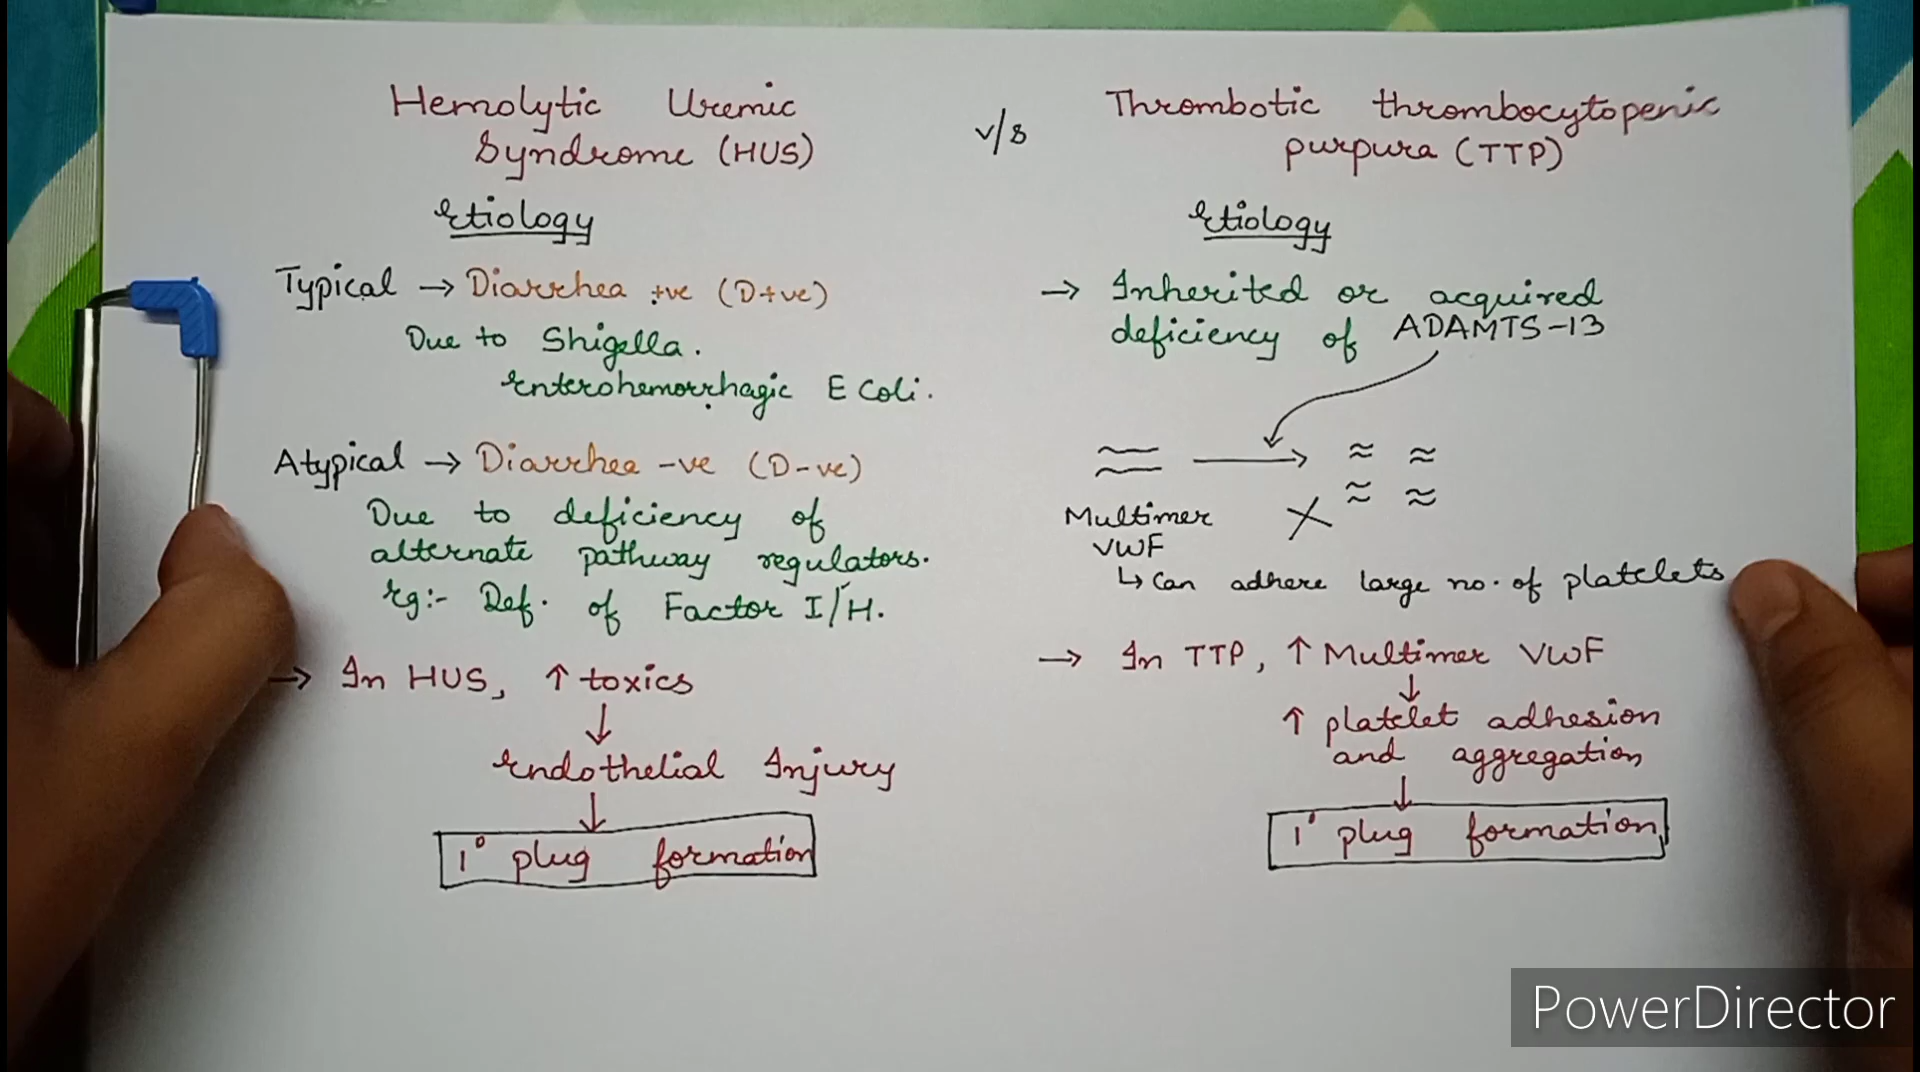 Hemolytic Uremic
Syndrome (HUS)
v/s
Thrombotic thrombocytopenic
purpura (TTP)
Etiology
Typical → Diarrhea +ve (D+ve)
Due to Shigella.
Enterohemorrhagic E Coli.
Atypical → Diarrhea -ve (D-ve)
Due to deficiency of
alternate pathway regulators.
Eg:- Def. of Factor I/H.
→ In HUS, ↑ toxics
↓
Endothelial Injury
↓
1° plug formation
Etiology
→ Inherited or acquired
deficiency of ADAMTS-13
Multimer
VWF
↳ Can adhere large no. of platelets
→ In TTP, ↑ Multimer VWF
↓
↑ platelet adhesion
and aggregation
↓
1° plug formation
PowerDirector